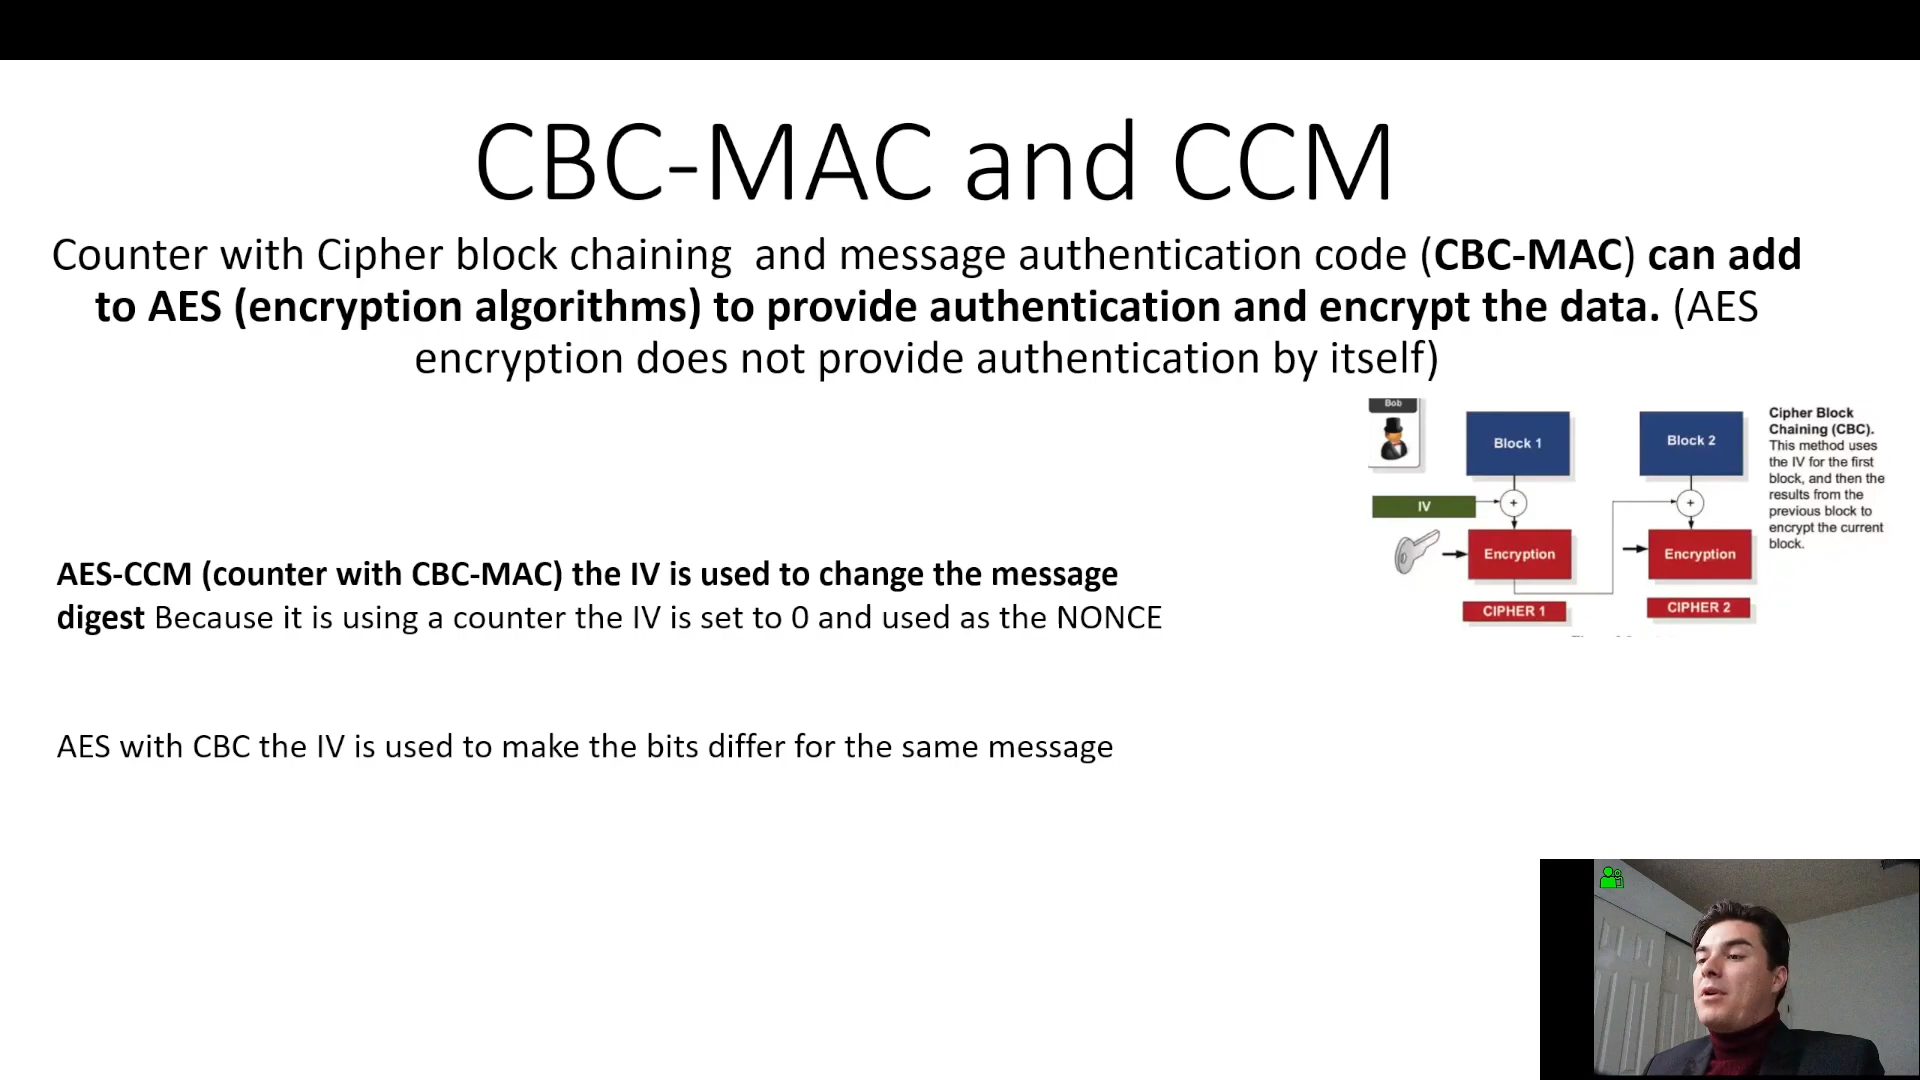 CBC-MAC and CCM
Counter with Cipher block chaining  and message authentication code (CBC-MAC) can add
to AES (encryption algorithms) to provide authentication and encrypt the data. (AES
encryption does not provide authentication by itself)
Bob
Block 1
Block 2
IV
Encryption
Encryption
CIPHER 1
CIPHER 2
Cipher Block
Chaining (CBC).
This method uses
the IV for the first
block, and then the
results from the
previous block to
encrypt the current
block.
AES-CCM (counter with CBC-MAC) the IV is used to change the message
digest Because it is using a counter the IV is set to 0 and used as the NONCE
AES with CBC the IV is used to make the bits differ for the same message